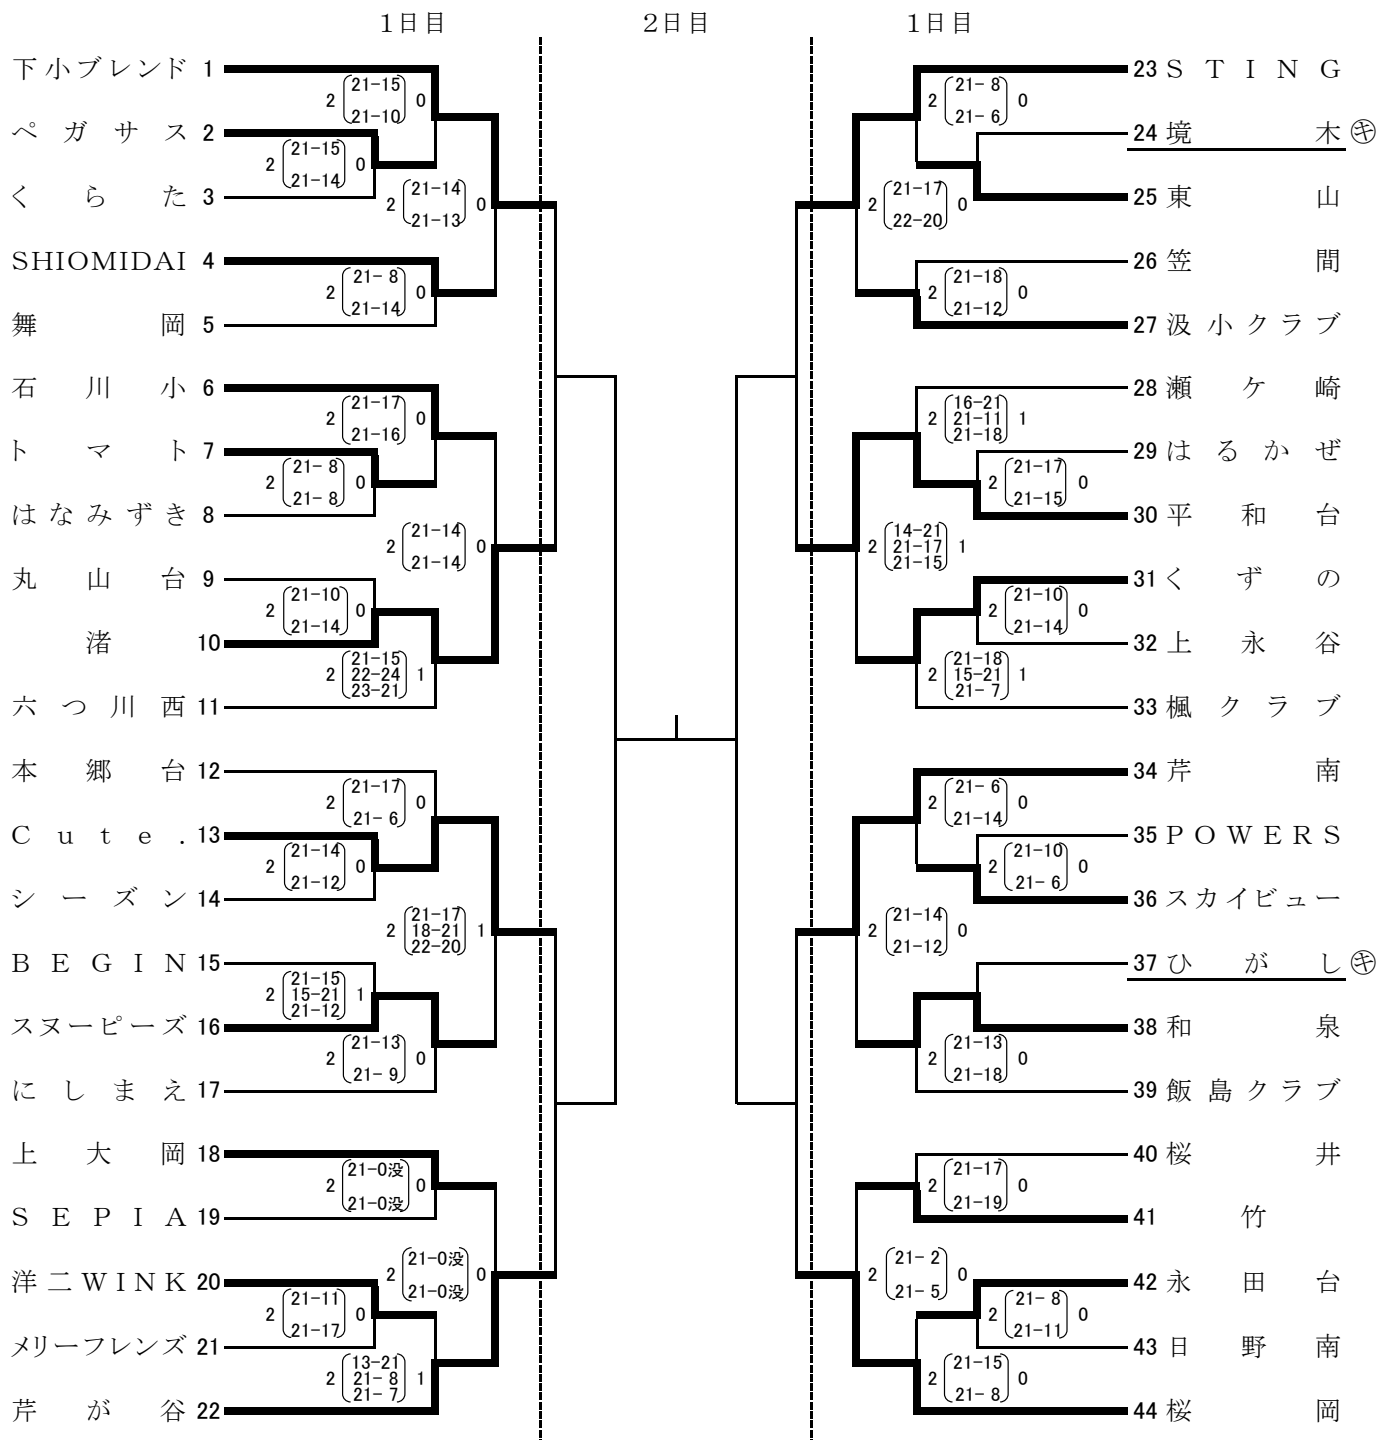 1日目 2日目 1日目
下小ブレンド 1
2 21-15 0
21-10
ペガサス 2
2 21-15 0
21-14
くらた 3
2 21-14 0
21-13
SHIOMIDAI 4
2 21- 8 0
21-14
舞岡 5
石川小 6
2 21-17 0
21-16
トマト 7
2 21- 8 0
21- 8
はなみずき 8
2 21-14 0
21-14
丸山台 9
2 21-10 0
21-14
渚 10
2 21-15 1
22-24
23-21
六つ川西 11
本郷台 12
2 21-17 0
21- 6
Cute. 13
2 21-14 0
21-12
シーズン 14
2 21-17 1
18-21
22-20
BEGIN 15
2 21-15 1
15-21
21-12
スヌーピーズ 16
2 21-13 0
21- 9
にしまえ 17
上大岡 18
2 21-0没 0
21-0没
SEPIA 19
2 21-0没 0
21-0没
洋二WINK 20
2 21-11 0
21-17
メリーフレンズ 21
2 13-21 1
21- 8
21- 7
芹が谷 22
23 STING
2 21- 8 0
21- 6
24 境木 ㋖
25 東山
2 21-17 0
22-20
26 笠間
2 21-18 0
21-12
27 汲小クラブ
28 瀬ケ崎
2 16-21 1
21-11
21-18
29 はるかぜ
2 21-17 0
21-15
30 平和台
2 14-21 1
21-17
21-15
31 くずの
2 21-10 0
21-14
32 上永谷
2 21-18 1
15-21
21- 7
33 楓クラブ
34 芹南
2 21- 6 0
21-14
35 POWERS
2 21-10 0
21- 6
36 スカイビュー
2 21-14 0
21-12
37 ひがし ㋖
38 和泉
2 21-13 0
21-18
39 飯島クラブ
40 桜井
2 21-17 0
21-19
41 竹
2 21- 2 0
21- 5
42 永田台
2 21- 8 0
21-11
43 日野南
2 21-15 0
21- 8
44 桜岡